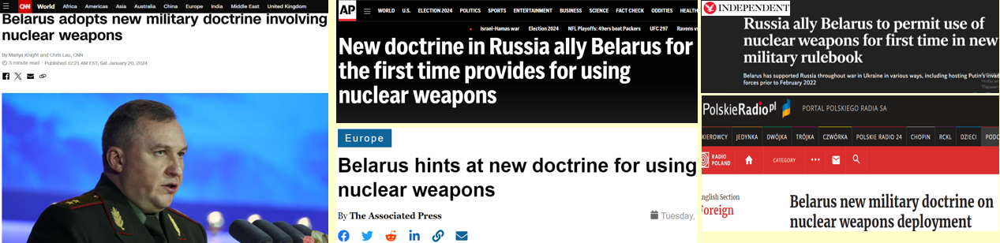 CNN World Africa Americas Asia Australia China Europe India Middle East United Kingdom
Belarus adopts new military doctrine involving
nuclear weapons
By Mariya Knight and Chris Lau, CNN
3 minute read · Published 12:21 AM EST, Sat January 20, 2024
AP WORLD U.S. ELECTION 2024 POLITICS SPORTS ENTERTAINMENT BUSINESS SCIENCE FACT CHECK ODDITIES HEALTH
Israel-Hamas war Election 2024 NFL Playoffs: 49ers beat Packers UFC 297 Ravens
New doctrine in Russia ally Belarus for
the first time provides for using
nuclear weapons
Europe
Belarus hints at new doctrine for using
nuclear weapons
By The Associated Press
Tuesday,
INDEPENDENT
Russia ally Belarus to permit use of
nuclear weapons for first time in new
military rulebook
Belarus has supported Russia throughout war in Ukraine in various ways, including hosting Putin's
forces prior to February 2022
PolskieRadio.pl PORTAL POLSKIEGO RADIA SA
KIEROWCY JEDYNKA DWÓJKA TRÓJKA CZWÓRKA POLSKIE RADIO 24 CHOPIN RCKL DZIECI PODC
RADIO
POLAND
CATEGORY
nglish Section
Foreign
Belarus new military doctrine on
nuclear weapons deployment